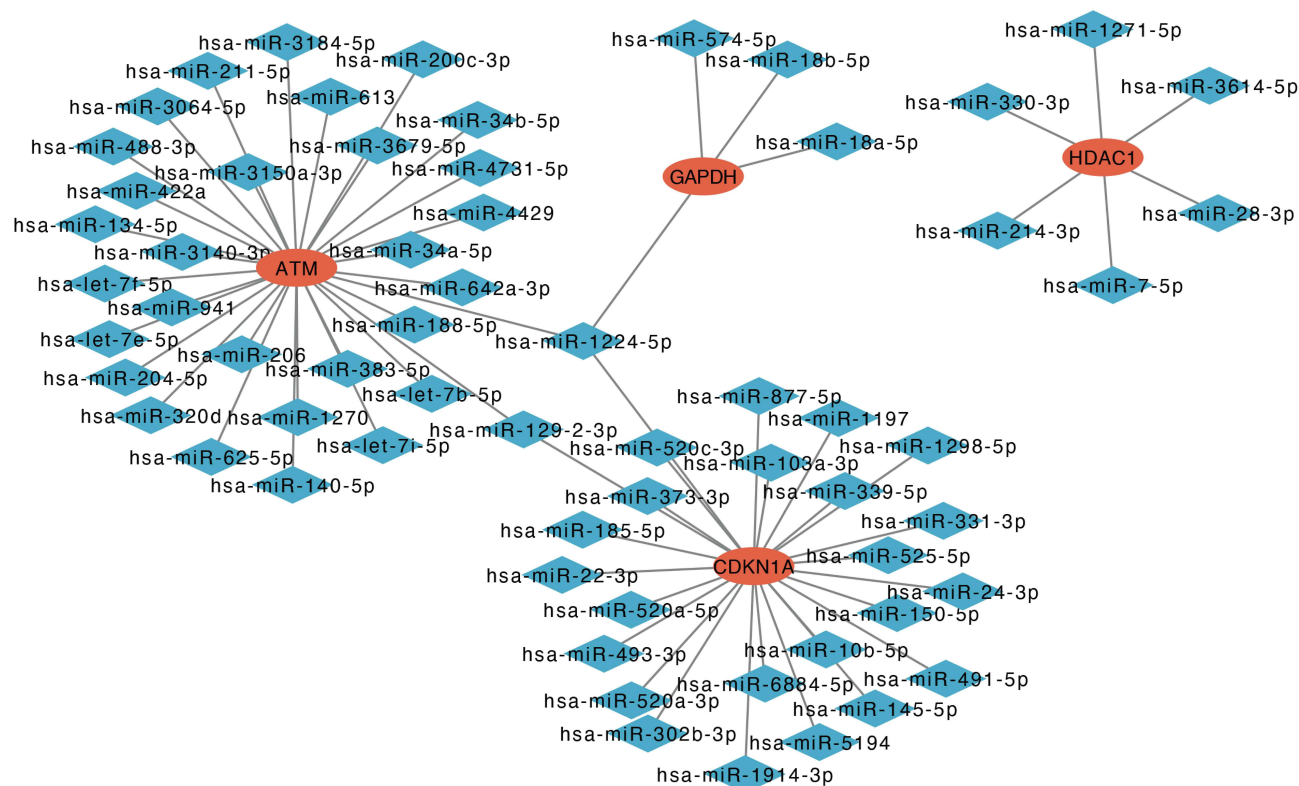 hsa-miR-1271-5p
hsa-miR-574-5p
hsa-miR-3184-5p
hsa-miR-200c-3p
hsa-miR-18b-5p
hsa-miR-211-5p
hsa-miR-3614-5p
hsa-miR-613
hsa-miR-330-3p
hsa-miR-3064-5p
hsa-miR-34b-5p
hsa-miR-18a-5p
hsa-miR-488-3p
hsa-miR-3679-5p
HDAC1
hsa-miR-4731-5p
hsa-miR-3150a-3p
GAPDH
hsa-miR-422a
hsa-miR-4429
hsa-miR-28-3p
hsa-miR-134-5p
hsa-miR-214-3p
hsa-miR-3140-3p
hsa-miR-34a-5p
ATM
hsa-let-7f-5p
hsa-miR-7-5p
hsa-miR-642a-3p
hsa-miR-941
hsa-miR-188-5p
hsa-let-7e-5p
hsa-miR-1224-5p
hsa-miR-206
hsa-miR-383-5p
hsa-miR-204-5p
hsa-let-7b-5p
hsa-miR-877-5p
hsa-miR-320d
hsa-miR-1270
hsa-miR-1197
hsa-miR-129-2-3p
hsa-let-7i-5p
hsa-miR-1298-5p
hsa-miR-520c-3p
hsa-miR-625-5p
hsa-miR-103a-3p
hsa-miR-140-5p
hsa-miR-339-5p
hsa-miR-373-3p
hsa-miR-331-3p
hsa-miR-185-5p
hsa-miR-525-5p
CDKN1A
hsa-miR-22-3p
hsa-miR-24-3p
hsa-miR-520a-5p
hsa-miR-150-5p
hsa-miR-10b-5p
hsa-miR-493-3p
hsa-miR-491-5p
hsa-miR-6884-5p
hsa-miR-520a-3p
hsa-miR-145-5p
hsa-miR-302b-3p
hsa-miR-5194
hsa-miR-1914-3p